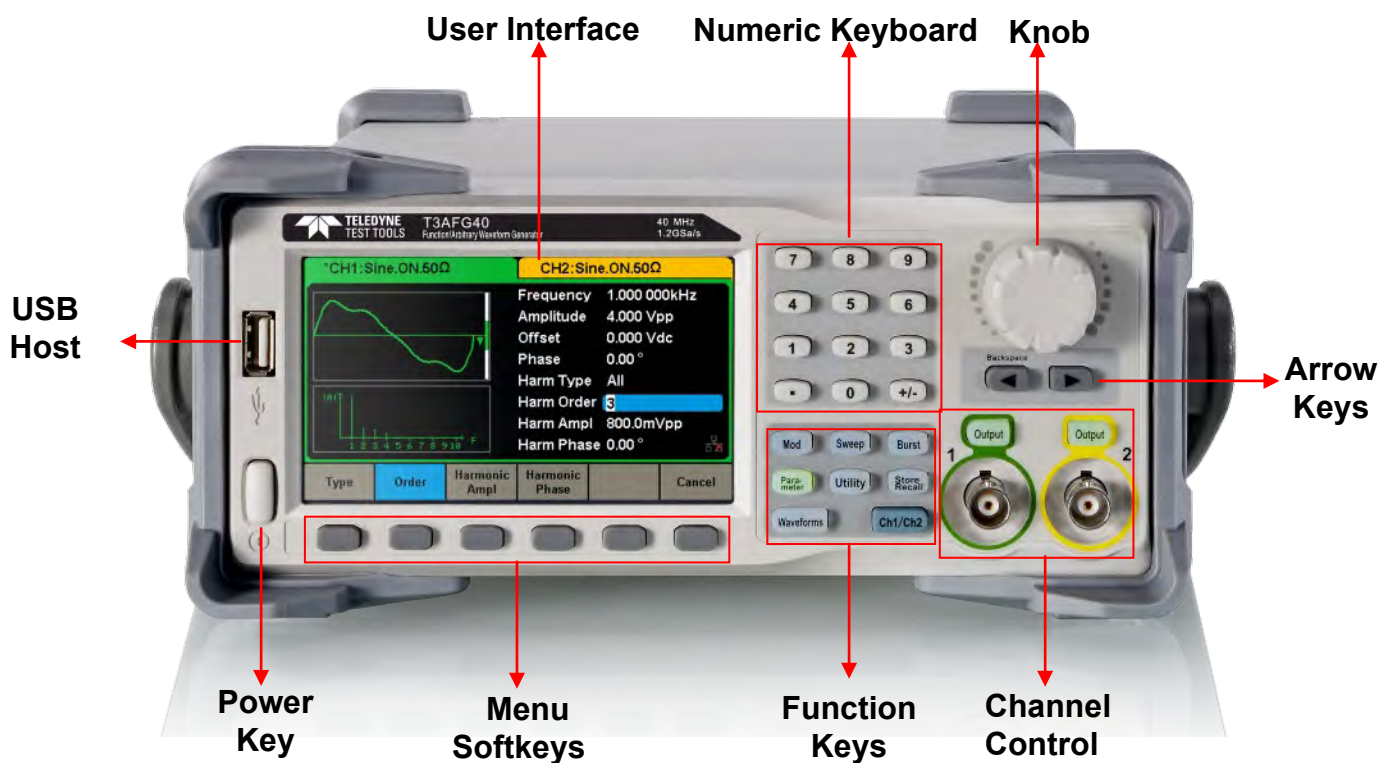 User Interface
Numeric Keyboard
Knob
TELEDYNE
TEST TOOLS
T3AFG40
Function/Arbitrary Waveform Generator
40 MHz
1.2GSa/s
*CH1:Sine.ON.50Ω
CH2:Sine.ON.50Ω
Frequency 1.000 000kHz
Amplitude 4.000 Vpp
Offset 0.000 Vdc
Phase 0.00 °
Harm Type All
Harm Order 3
Harm Ampl 800.0mVpp
Harm Phase 0.00 °
1 2 3 4 5 6 7 8 9 10 F
Type
Order
Harmonic
Ampl
Harmonic
Phase
Cancel
7 8 9
4 5 6
1 2 3
. 0 +/-
Backspace
Mod Sweep Burst
Para-
meter
Utility
Store
Recall
Waveforms
Ch1/Ch2
Output
Output
1
2
USB
Host
Arrow
Keys
Power
Key
Menu
Softkeys
Function
Keys
Channel
Control